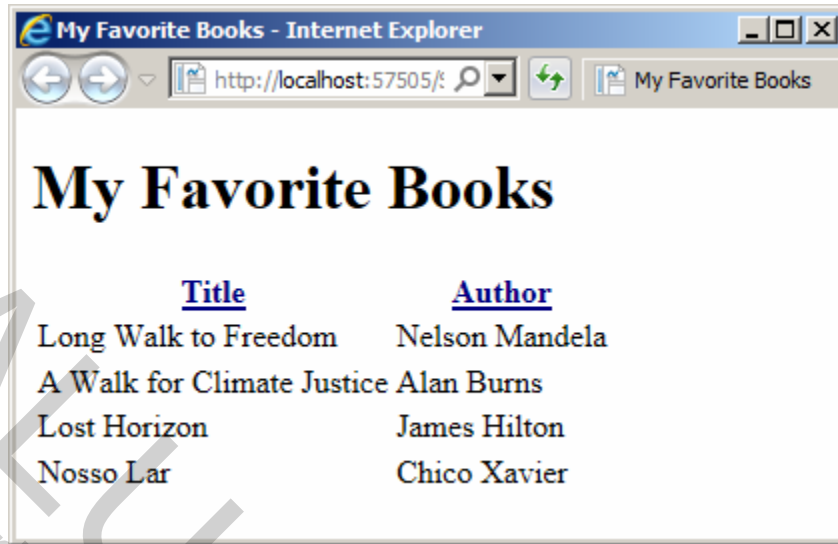 My Favorite Books - Internet Explorer
http://localhost:57505/
My Favorite Books
My Favorite Books
Title Author
Long Walk to Freedom Nelson Mandela
A Walk for Climate Justice Alan Burns
Lost Horizon James Hilton
Nosso Lar Chico Xavier